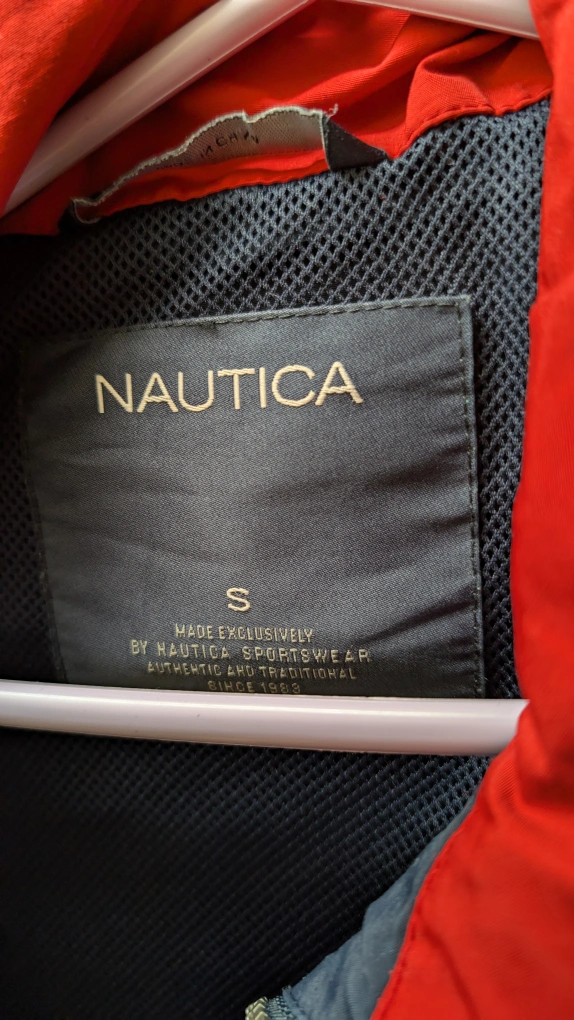 NAUTICA
S
MADE EXCLUSIVELY
BY NAUTICA SPORTSWEAR
AUTHENTIC AND TRADITIONAL
SINCE 1983